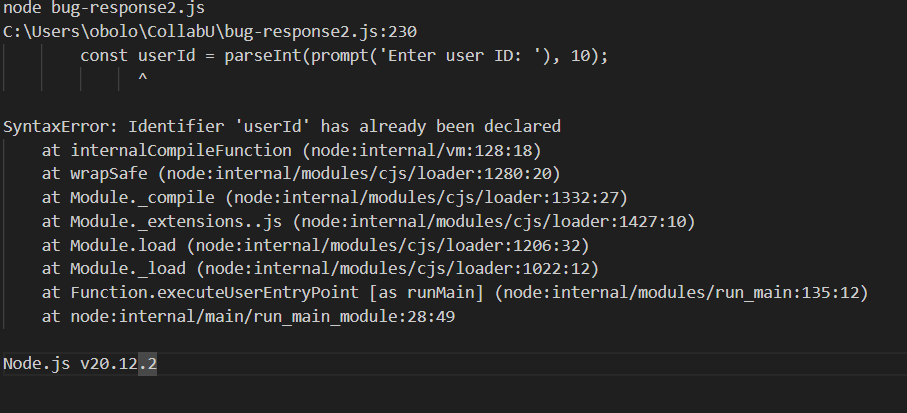 node bug-response2.js
C:\Users\obolo\CollabU\bug-response2.js:230
        const userId = parseInt(prompt('Enter user ID: '), 10);
              ^

SyntaxError: Identifier 'userId' has already been declared
    at internalCompileFunction (node:internal/vm:128:18)
    at wrapSafe (node:internal/modules/cjs/loader:1280:20)
    at Module._compile (node:internal/modules/cjs/loader:1332:27)
    at Module._extensions..js (node:internal/modules/cjs/loader:1427:10)
    at Module.load (node:internal/modules/cjs/loader:1206:32)
    at Module._load (node:internal/modules/cjs/loader:1022:12)
    at Function.executeUserEntryPoint [as runMain] (node:internal/modules/run_main:135:12)
    at node:internal/main/run_main_module:28:49

Node.js v20.12.2